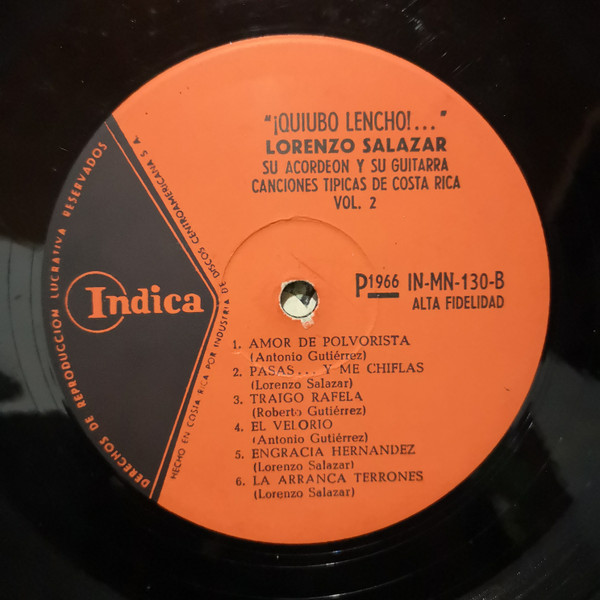 "¡QUIUBO LENCHO!..."
LORENZO SALAZAR
SU ACORDEON Y SU GUITARRA
CANCIONES TIPICAS DE COSTA RICA
VOL. 2
P1966 IN-MN-130-B
ALTA FIDELIDAD
Indica
1. AMOR DE POLVORISTA
(Antonio Gutiérrez)
2. PASAS... Y ME CHIFLAS
(Lorenzo Salazar)
3. TRAIGO RAFELA
(Roberto Gutiérrez)
4. EL VELORIO
(Antonio Gutiérrez)
5. ENGRACIA HERNANDEZ
(Lorenzo Salazar)
6. LA ARRANCA TERRONES
(Lorenzo Salazar)
DERECHOS DE REPRODUCCION LUCRATIVA RESERVADOS
HECHO EN COSTA RICA POR INDUSTRIA DE DISCOS CENTROAMERICANA S A.